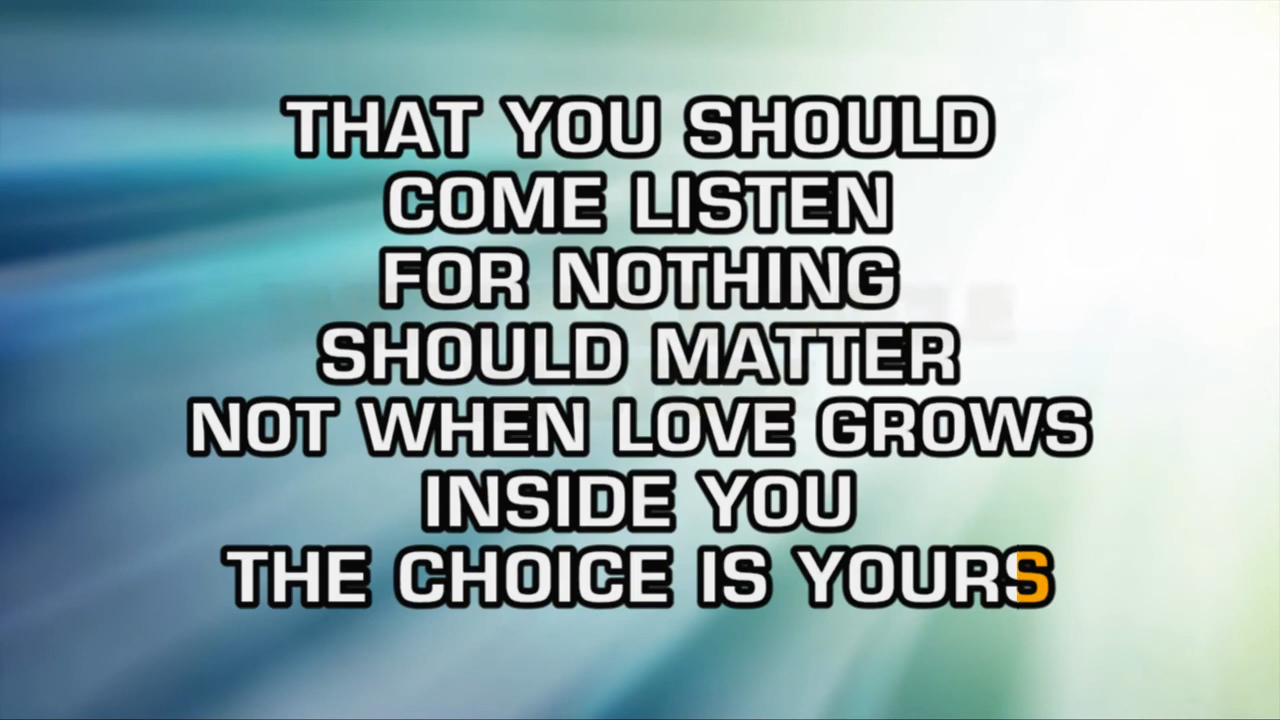 THAT YOU SHOULD
COME LISTEN
FOR NOTHING
SHOULD MATTER
NOT WHEN LOVE GROWS
INSIDE YOU
THE CHOICE IS YOURS